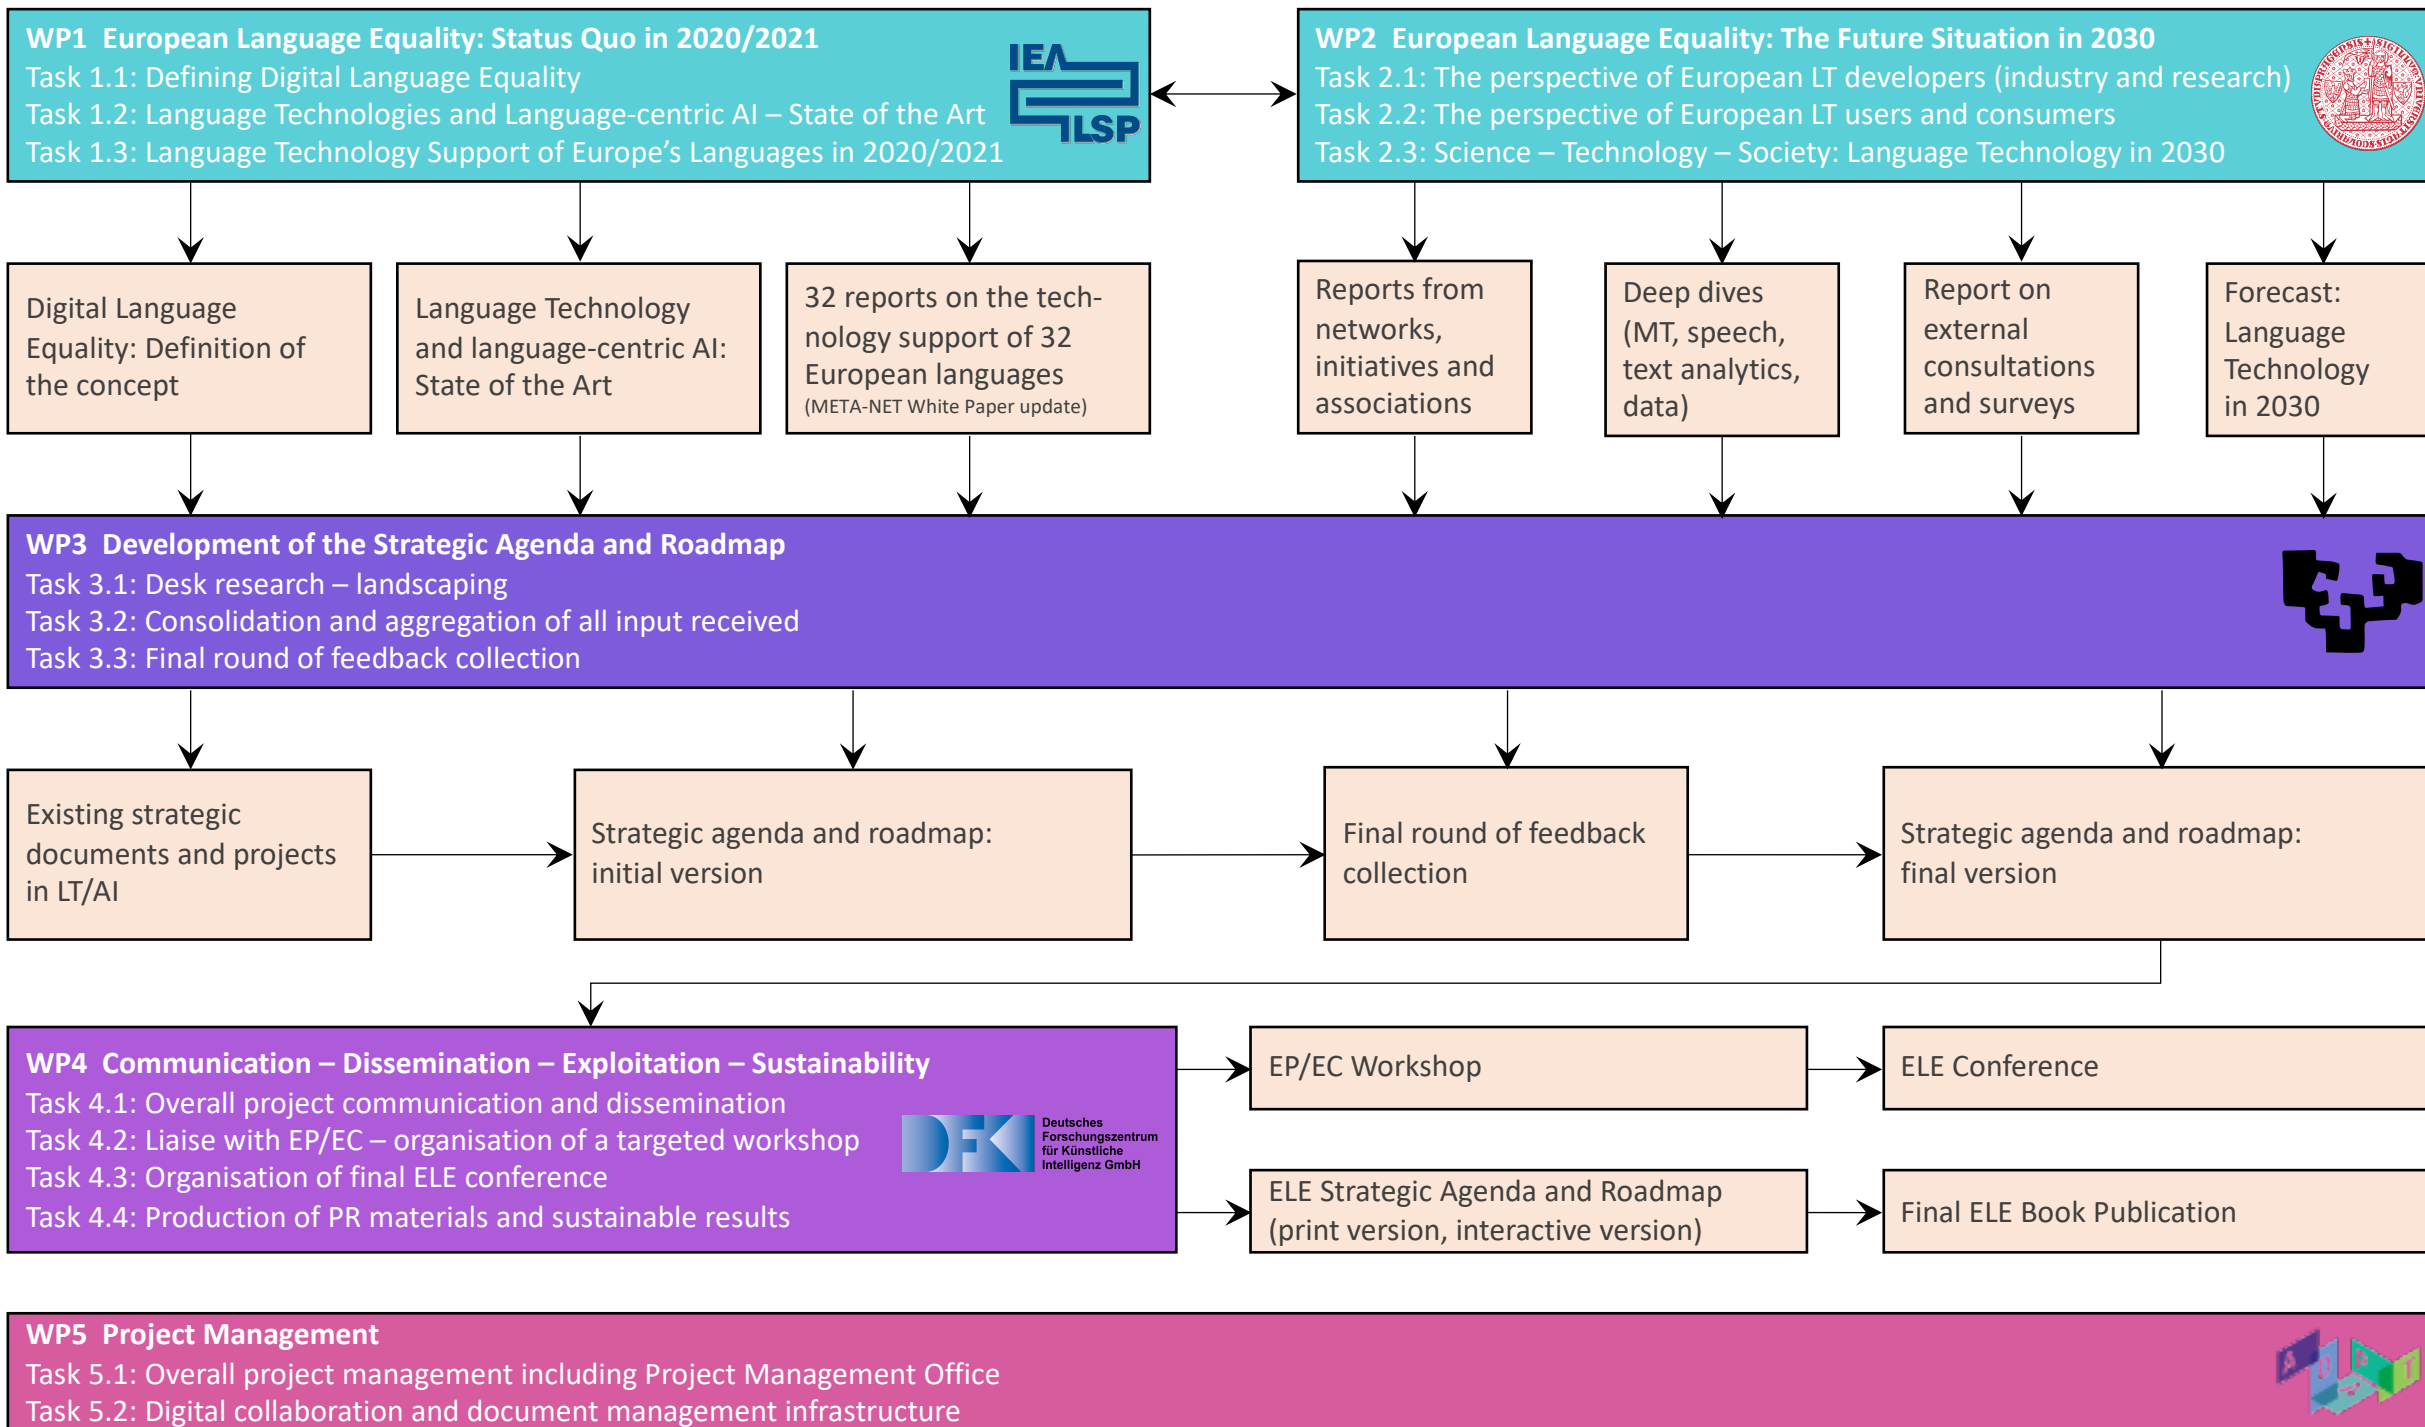 WP1 European Language Equality: Status Quo in 2020/2021
Task 1.1: Defining Digital Language Equality
Task 1.2: Language Technologies and Language-centric AI – State of the Art
Task 1.3: Language Technology Support of Europe's Languages in 2020/2021
ΙΕΛ
ILSP
WP2 European Language Equality: The Future Situation in 2030
Task 2.1: The perspective of European LT developers (industry and research)
Task 2.2: The perspective of European LT users and consumers
Task 2.3: Science – Technology – Society: Language Technology in 2030
Digital Language
Equality: Definition of
the concept
Language Technology
and language-centric AI:
State of the Art
32 reports on the tech-
nology support of 32
European languages
(META-NET White Paper update)
Reports from
networks,
initiatives and
associations
Deep dives
(MT, speech,
text analytics,
data)
Report on
external
consultations
and surveys
Forecast:
Language
Technology
in 2030
WP3 Development of the Strategic Agenda and Roadmap
Task 3.1: Desk research – landscaping
Task 3.2: Consolidation and aggregation of all input received
Task 3.3: Final round of feedback collection
Existing strategic
documents and projects
in LT/AI
Strategic agenda and roadmap:
initial version
Final round of feedback
collection
Strategic agenda and roadmap:
final version
WP4 Communication – Dissemination – Exploitation – Sustainability
Task 4.1: Overall project communication and dissemination
Task 4.2: Liaise with EP/EC – organisation of a targeted workshop
Task 4.3: Organisation of final ELE conference
Task 4.4: Production of PR materials and sustainable results
DFK
Deutsches
Forschungszentrum
für Künstliche
Intelligenz GmbH
EP/EC Workshop
ELE Conference
ELE Strategic Agenda and Roadmap
(print version, interactive version)
Final ELE Book Publication
WP5 Project Management
Task 5.1: Overall project management including Project Management Office
Task 5.2: Digital collaboration and document management infrastructure
ADAPT